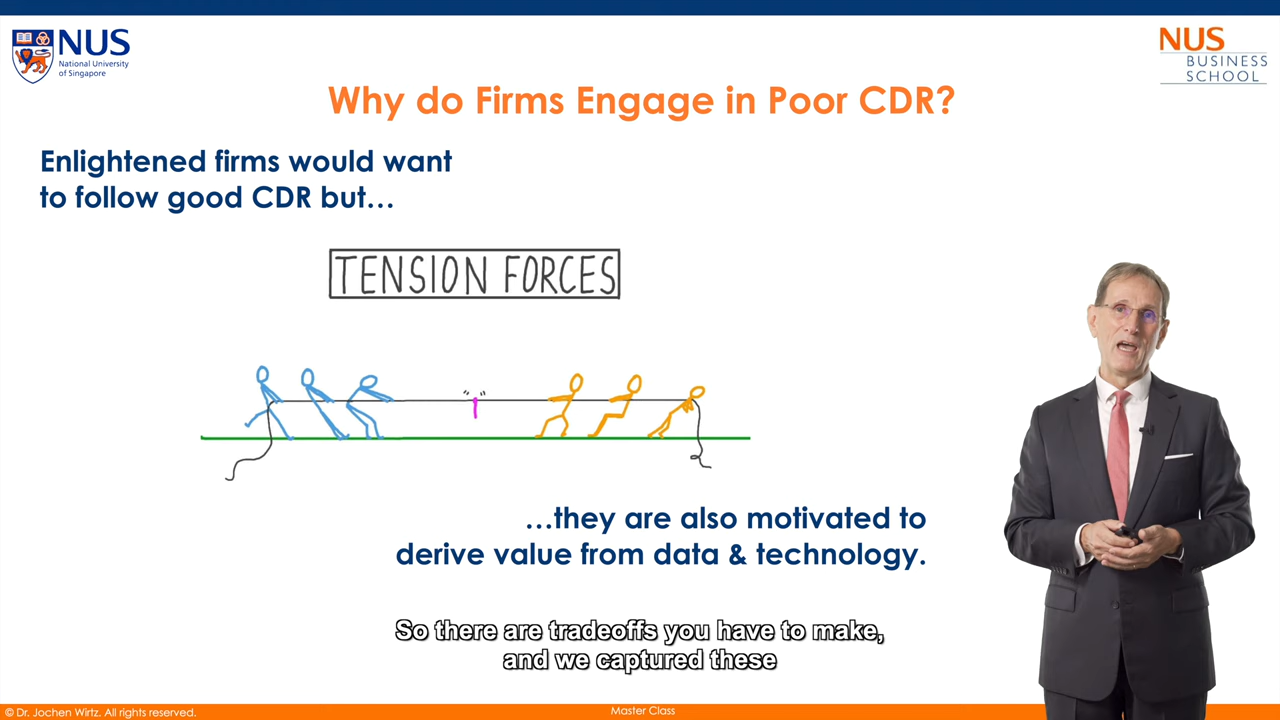 NUS
National University
of Singapore
NUS
BUSINESS
SCHOOL
Why do Firms Engage in Poor CDR?
Enlightened firms would want
to follow good CDR but...
TENSION FORCES
...they are also motivated to
derive value from data & technology.
So there are tradeoffs you have to make,
and we captured these
© Dr. Jochen Wirtz. All rights reserved.
Master Class